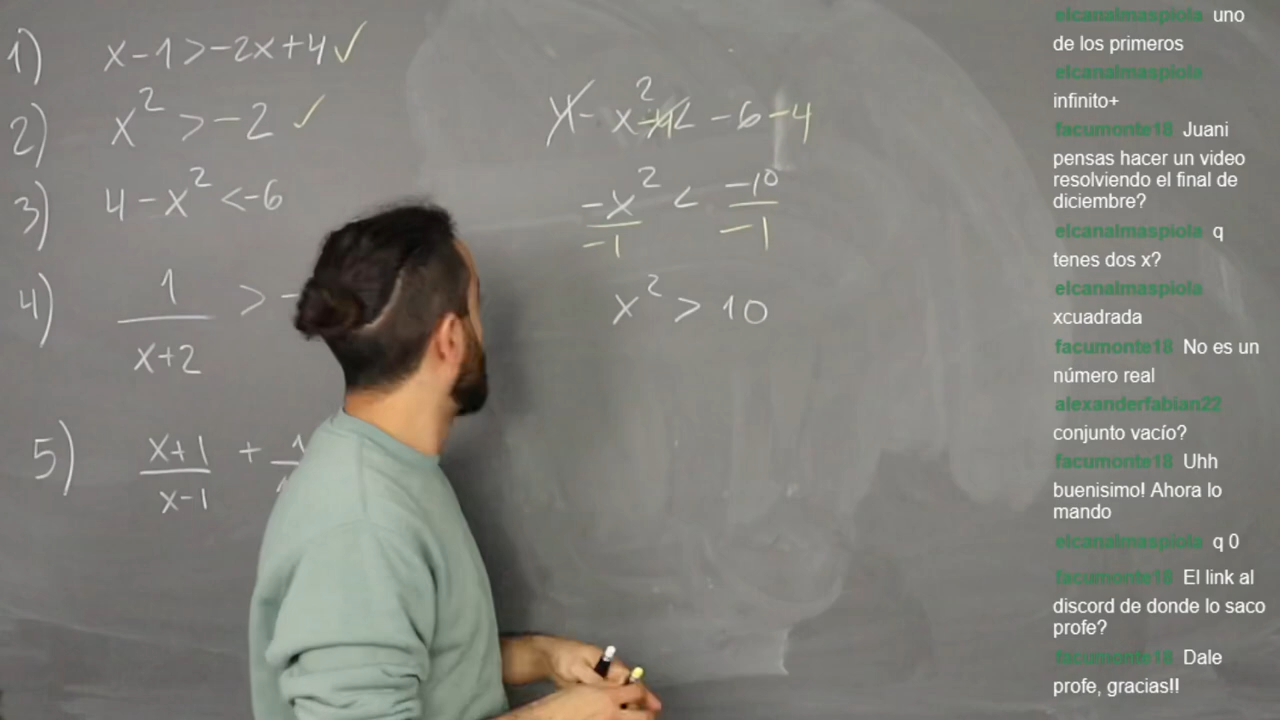 1) x-1>-2x+4 ✓
2) x² >-2 ✓
3) 4-x² <-6
4) 1
> -
x+2
5) x+1
+
x-1
4-x²-4< -6-4
-x² < -10
-1 -1
x² > 10
elcanalmaspiola uno
de los primeros
elcanalmaspiola
infinito+
facumonte18 Juani
pensas hacer un video
resolviendo el final de
diciembre?
elcanalmaspiola q
tenes dos x?
elcanalmaspiola
xcuadrada
facumonte18 No es un
número real
alexanderfabian22
conjunto vacío?
facumonte18 Uhh
buenisimo! Ahora lo
mando
elcanalmaspiola q 0
facumonte18 El link al
discord de donde lo saco
profe?
facumonte18 Dale
profe, gracias!!